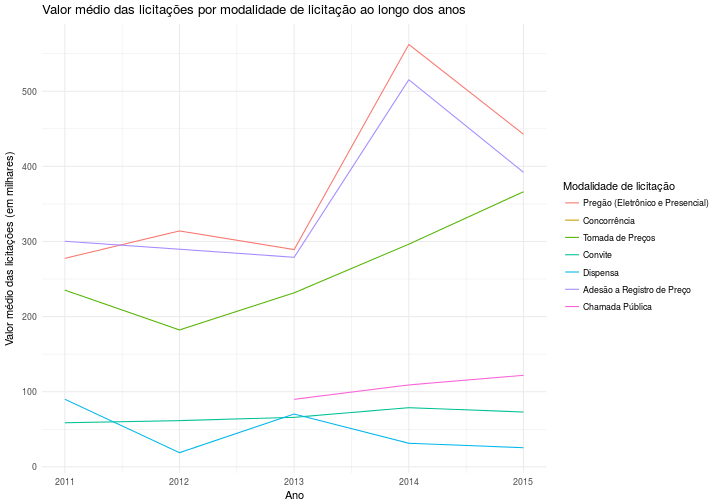 Valor médio das licitações por modalidade de licitação ao longo dos anos
Valor médio das licitações (em milhares)
500
400
300
200
100
0
2011
2012
2013
2014
2015
Ano
Modalidade de licitação
Pregão (Eletrônico e Presencial)
Concorrência
Tomada de Preços
Convite
Dispensa
Adesão a Registro de Preço
Chamada Pública